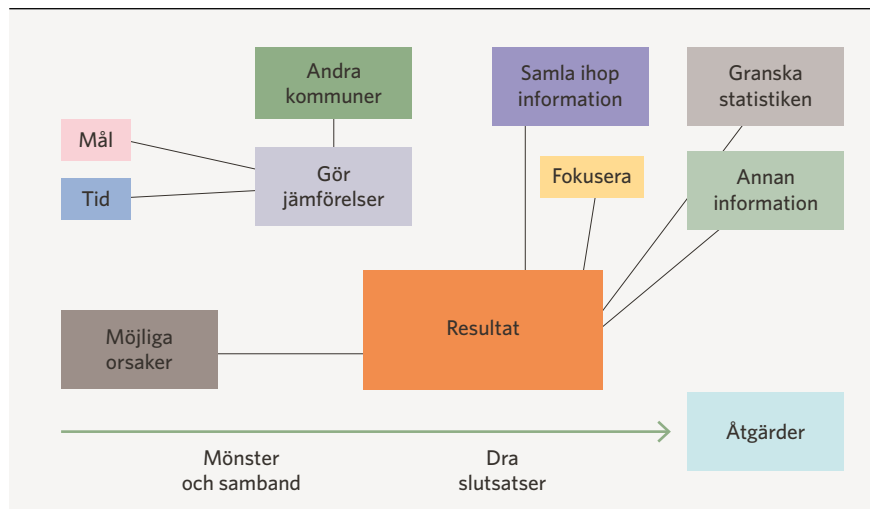 Andra
kommuner
Samla ihop
information
Granska
statistiken
Mål
Tid
Gör
jämförelser
Fokusera
Annan
information
Möjliga
orsaker
Resultat
Åtgärder
Mönster
och samband
Dra
slutsatser